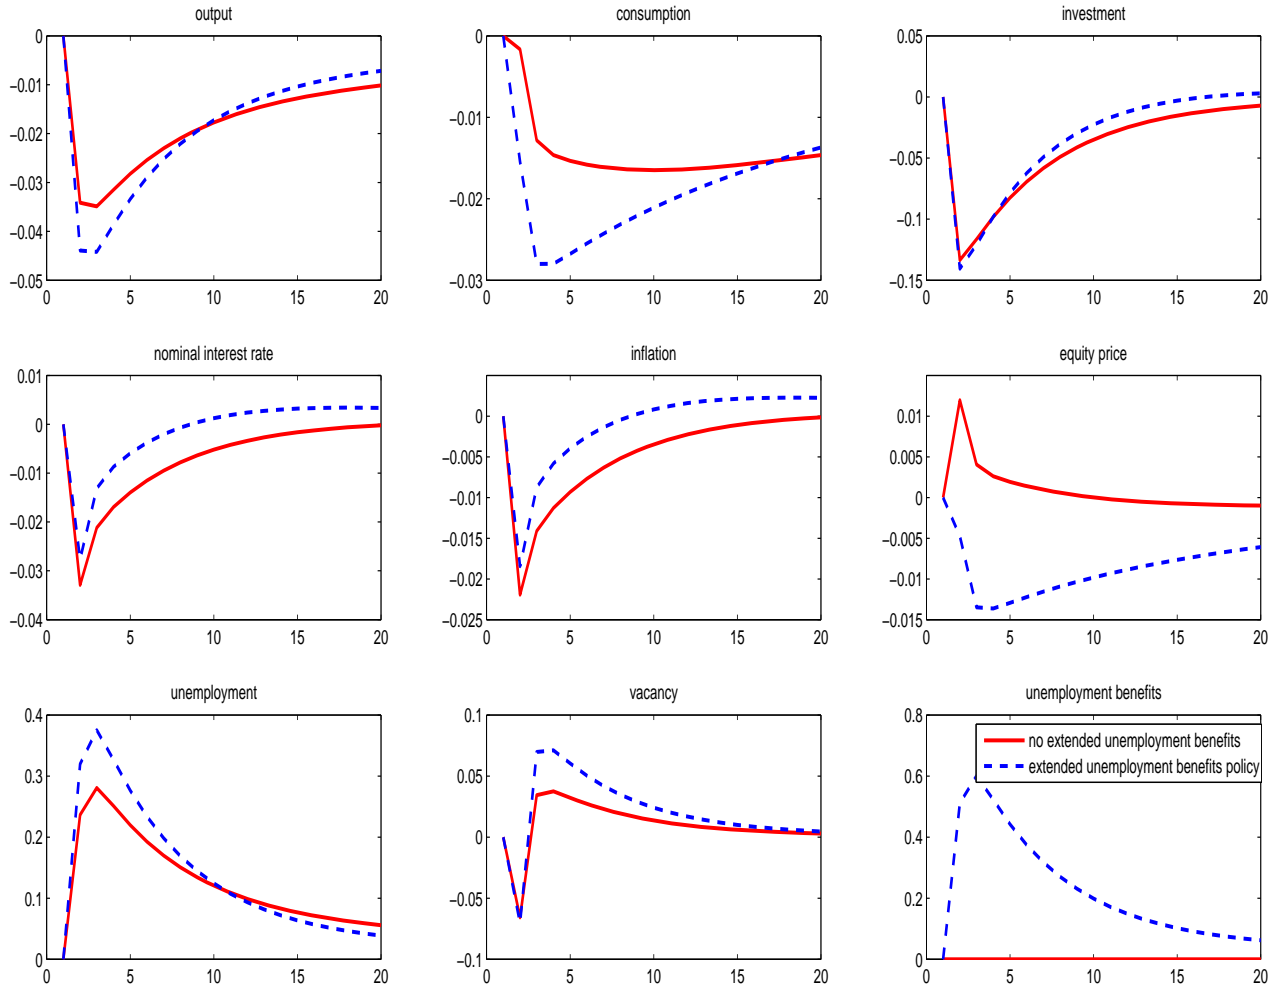 output
0
−0.01
−0.02
−0.03
−0.04
−0.05
0 5 10 15 20
consumption
0
−0.01
−0.02
−0.03
0 5 10 15 20
investment
0.05
0
−0.05
−0.1
−0.15
0 5 10 15 20
nominal interest rate
0.01
0
−0.01
−0.02
−0.03
−0.04
0 5 10 15 20
inflation
0
−0.005
−0.01
−0.015
−0.02
−0.025
0 5 10 15 20
equity price
0.01
0.005
0
−0.005
−0.01
−0.015
0 5 10 15 20
unemployment
0.4
0.3
0.2
0.1
0
0 5 10 15 20
vacancy
0.1
0.05
0
−0.05
−0.1
0 5 10 15 20
unemployment benefits
0.8
0.6
0.4
0.2
0
0 5 10 15 20
no extended unemployment benefits
extended unemployment benefits policy